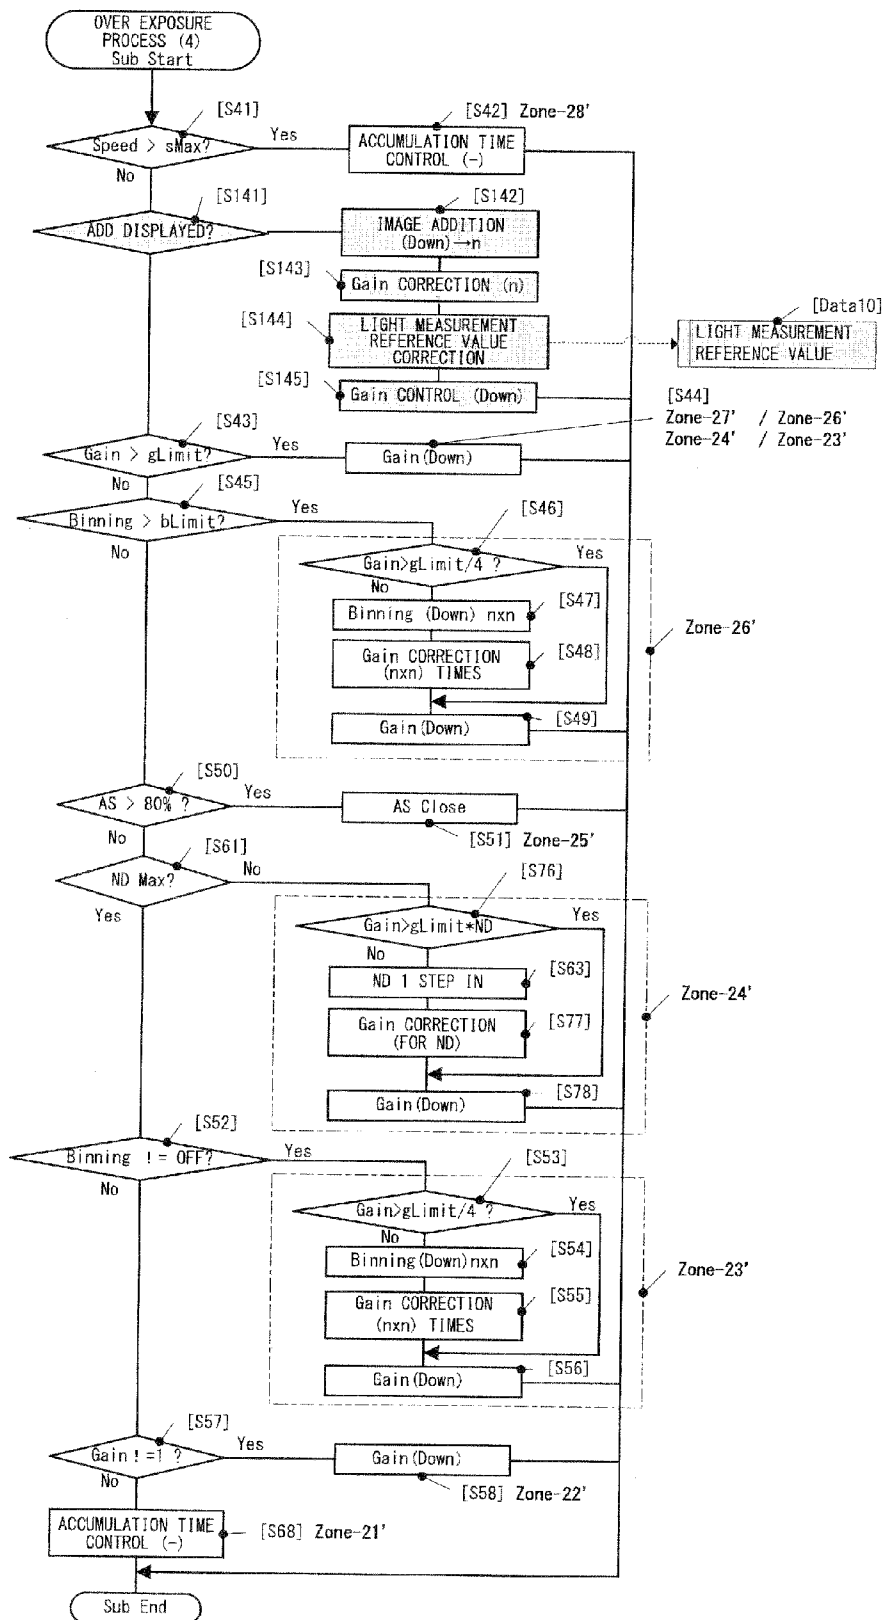 OVER EXPOSURE
PROCESS (4)
Sub Start
[S41]
Speed > sMax?
Yes
No
[S42] Zone-28'
ACCUMULATION TIME
CONTROL (-)
[S141]
ADD DISPLAYED?
[S142]
IMAGE ADDITION
(Down)→n
[S143]
Gain CORRECTION (n)
[S144]
LIGHT MEASUREMENT
REFERENCE VALUE
CORRECTION
[Data10]
LIGHT MEASUREMENT
REFERENCE VALUE
[S145]
Gain CONTROL (Down)
[S43]
Gain > gLimit?
Yes
No
Gain(Down)
[S44]
Zone-27' / Zone-26'
Zone-24' / Zone-23'
[S45]
Binning > bLimit?
Yes
No
[S46]
Gain>gLimit/4 ?
Yes
No
Binning (Down) nxn
[S47]
Gain CORRECTION
(nxn) TIMES
[S48]
[S49]
Gain(Down)
Zone-26'
[S50]
AS > 80% ?
Yes
No
AS Close
[S51] Zone-25'
[S61]
ND Max?
No
Yes
[S76]
Gain>gLimit*ND
Yes
No
ND 1 STEP IN
[S63]
Gain CORRECTION
(FOR ND)
[S77]
[S78]
Gain(Down)
Zone-24'
[S52]
Binning != OFF?
Yes
No
[S53]
Gain>gLimit/4 ?
Yes
No
Binning(Down)nxn
[S54]
Gain CORRECTION
(nxn) TIMES
[S55]
[S56]
Gain(Down)
Zone-23'
[S57]
Gain!=1 ?
Yes
No
Gain(Down)
[S58] Zone-22'
ACCUMULATION TIME
CONTROL (-)
[S68] Zone-21'
Sub End